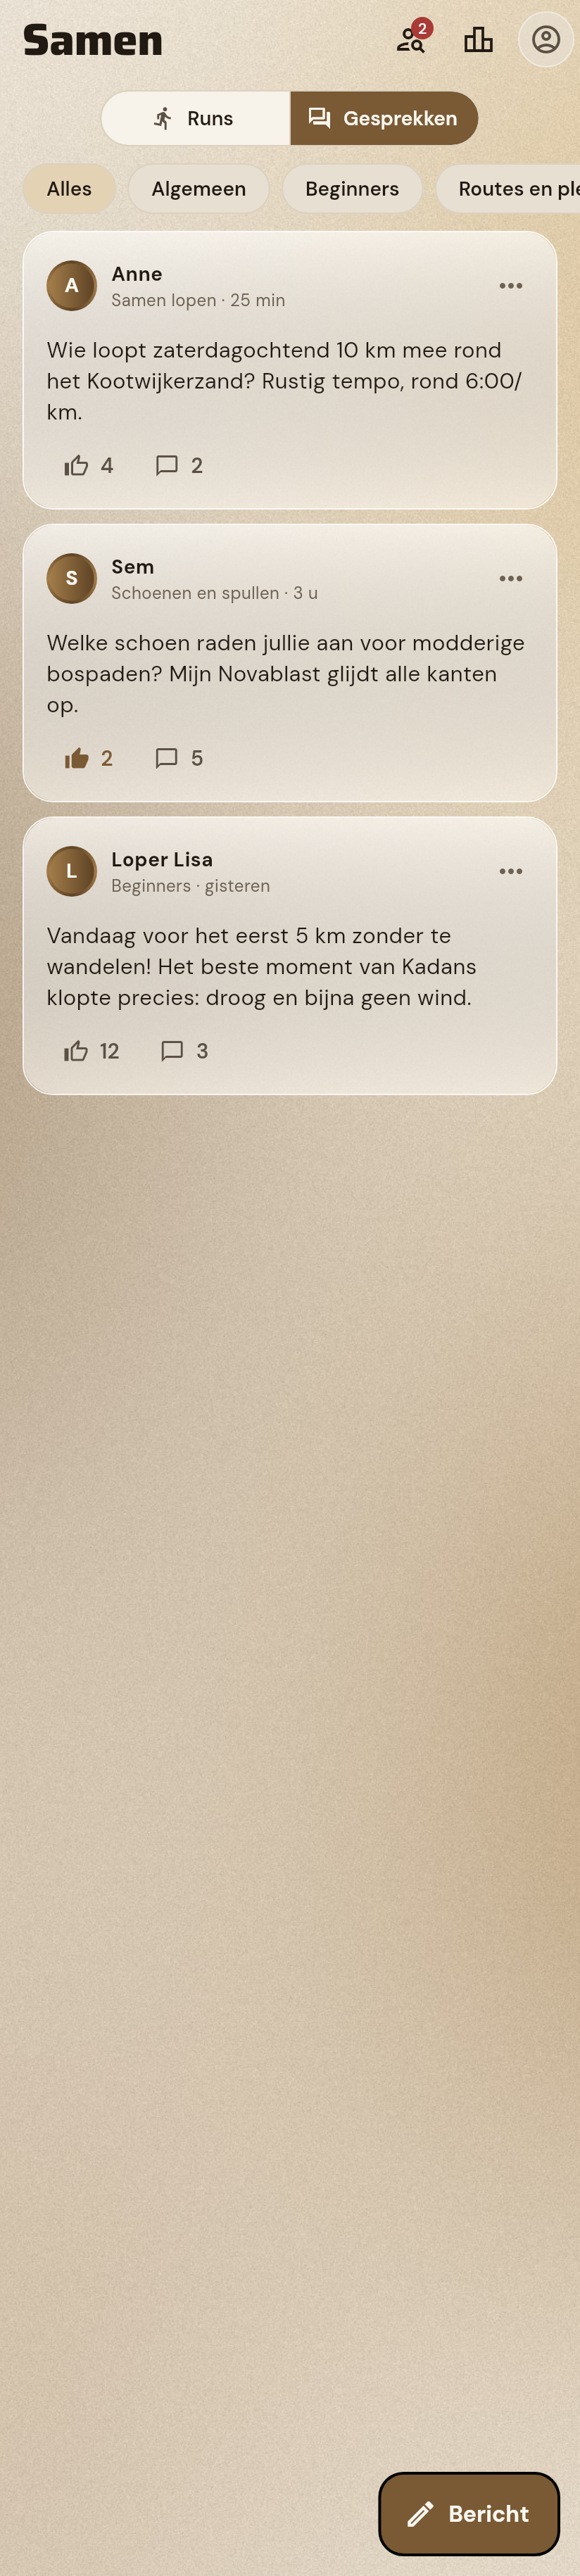 Samen
2
Runs
Gesprekken
Alles
Algemeen
Beginners
Routes en ple
A
Anne
Samen lopen · 25 min
Wie loopt zaterdagochtend 10 km mee rond
het Kootwijkerzand? Rustig tempo, rond 6:00/
km.
4
2
S
Sem
Schoenen en spullen · 3 u
Welke schoen raden jullie aan voor modderige
bospaden? Mijn Novablast glijdt alle kanten
op.
2
5
L
Loper Lisa
Beginners · gisteren
Vandaag voor het eerst 5 km zonder te
wandelen! Het beste moment van Kadans
klopte precies: droog en bijna geen wind.
12
3
Bericht